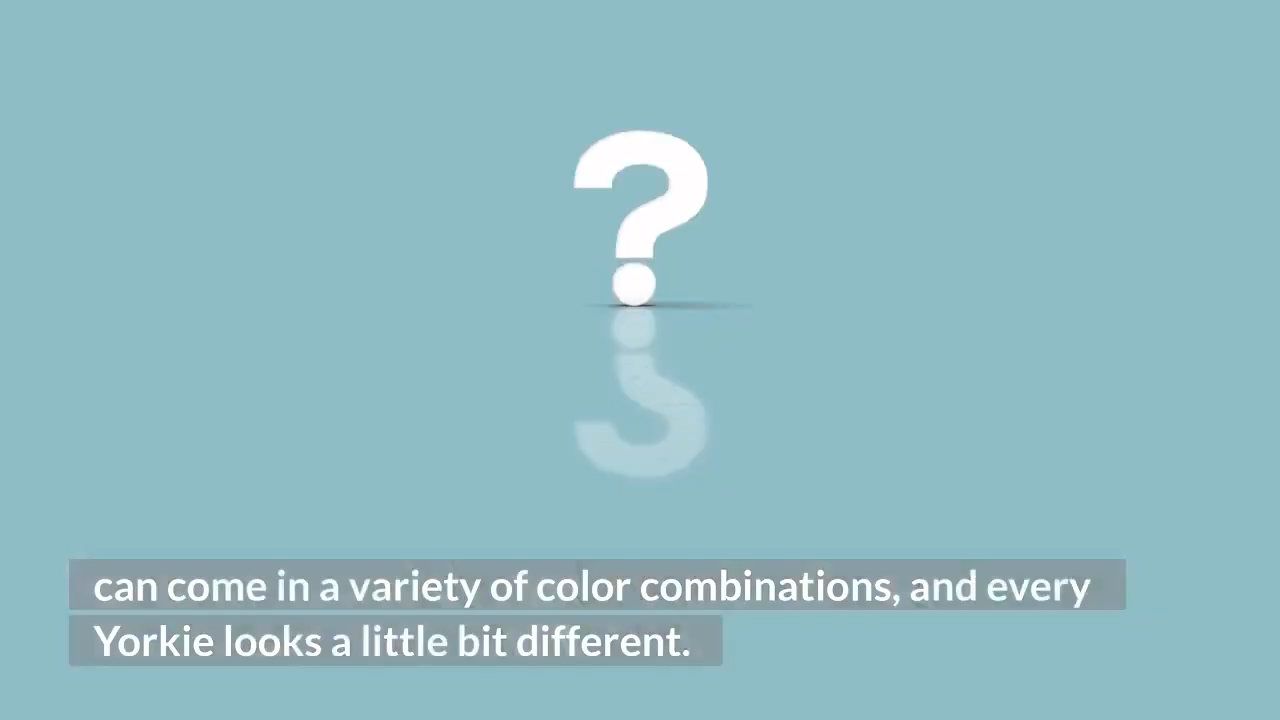 ?
can come in a variety of color combinations, and every
Yorkie looks a little bit different.